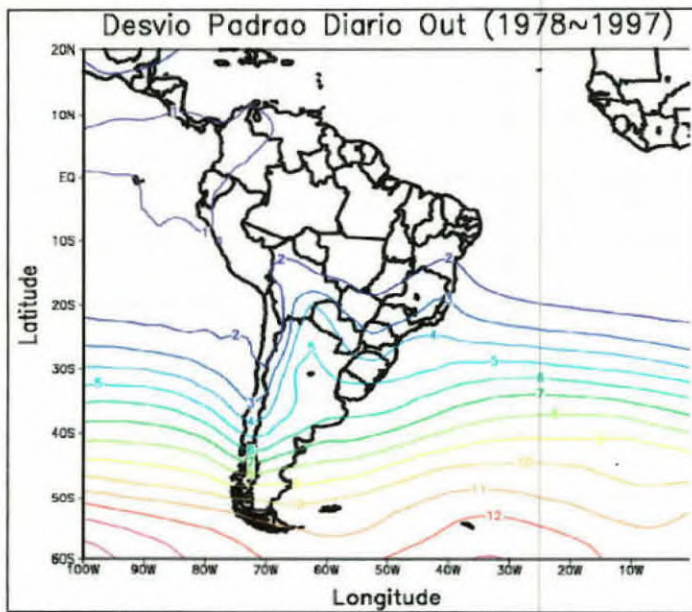 Desvio Padrao Diario Out (1978~1997)
20N
10N
EQ
10S
20S
30S
40S
50S
60S
Latitude
100W 90W 80W 70W 60W 50W 40W 30W 20W 10W
Longitude
1
1
2
2
2
4
5
5
5
6
7
10
11
12